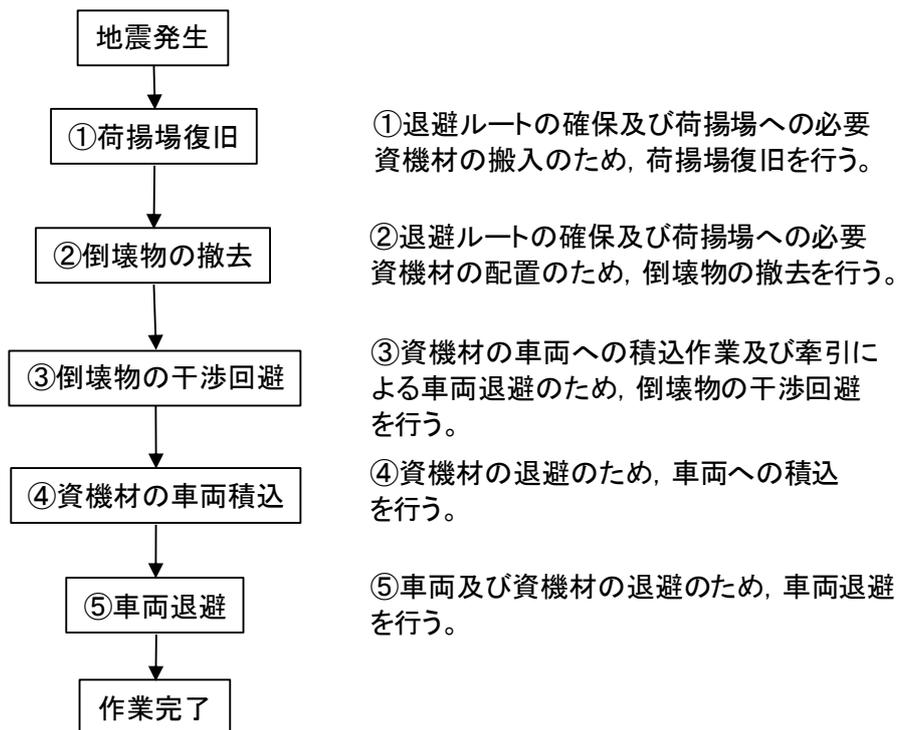 地震発生
①荷揚場復旧
①退避ルートの確保及び荷揚場への必要
資機材の搬入のため，荷揚場復旧を行う。
②倒壊物の撤去
②退避ルートの確保及び荷揚場への必要
資機材の配置のため，倒壊物の撤去を行う。
③倒壊物の干渉回避
③資機材の車両への積込作業及び牽引に
よる車両退避のため，倒壊物の干渉回避
を行う。
④資機材の車両積込
④資機材の退避のため，車両への積込
を行う。
⑤車両退避
⑤車両及び資機材の退避のため，車両退避
を行う。
作業完了